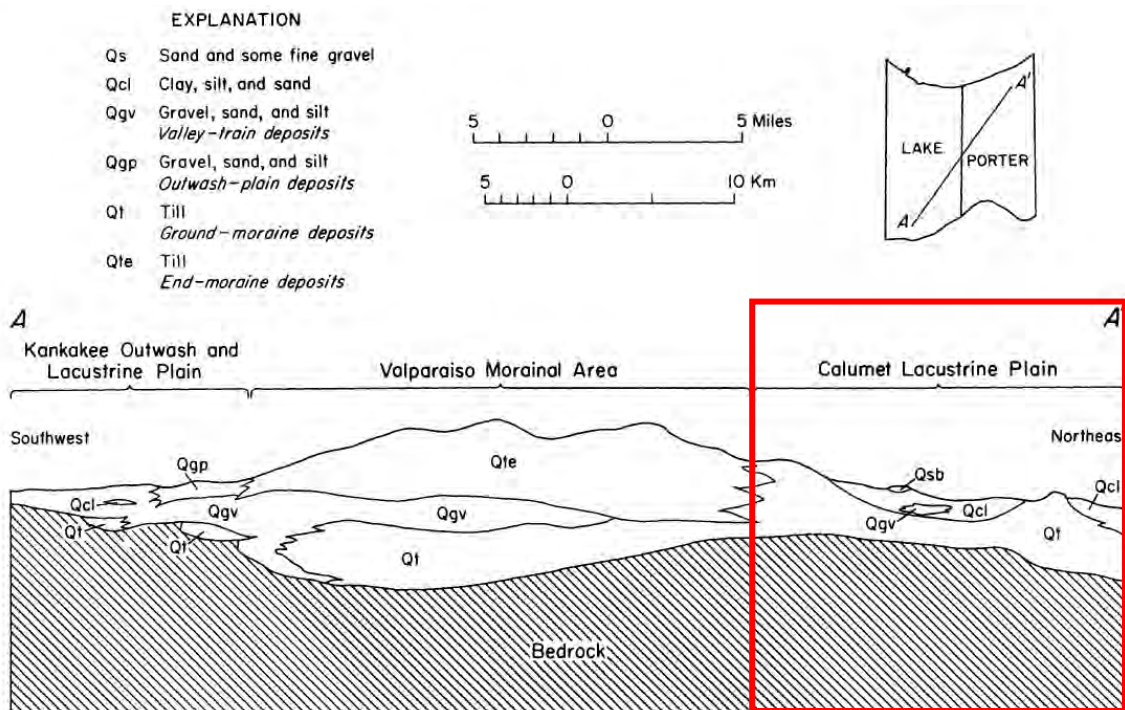 EXPLANATION
Qs Sand and some fine gravel
Qcl Clay, silt, and sand
Qgv Gravel, sand, and silt
Valley-train deposits
Qgp Gravel, sand, and silt
Outwash-plain deposits
Qt Till
Ground-moraine deposits
Qte Till
End-moraine deposits
5 0 5 Miles
5 0 10 Km
A'
LAKE
PORTER
A
A A'
Kankakee Outwash and
Lacustrine Plain
Valparaiso Morainal Area
Calumet Lacustrine Plain
Southwest
Northeas
Qgp
Qte
Qsb
Qcl
Qcl
Qgv
Qgv
Qgv
Qcl
Qt
Qt
Qt
Qt
Bedrock